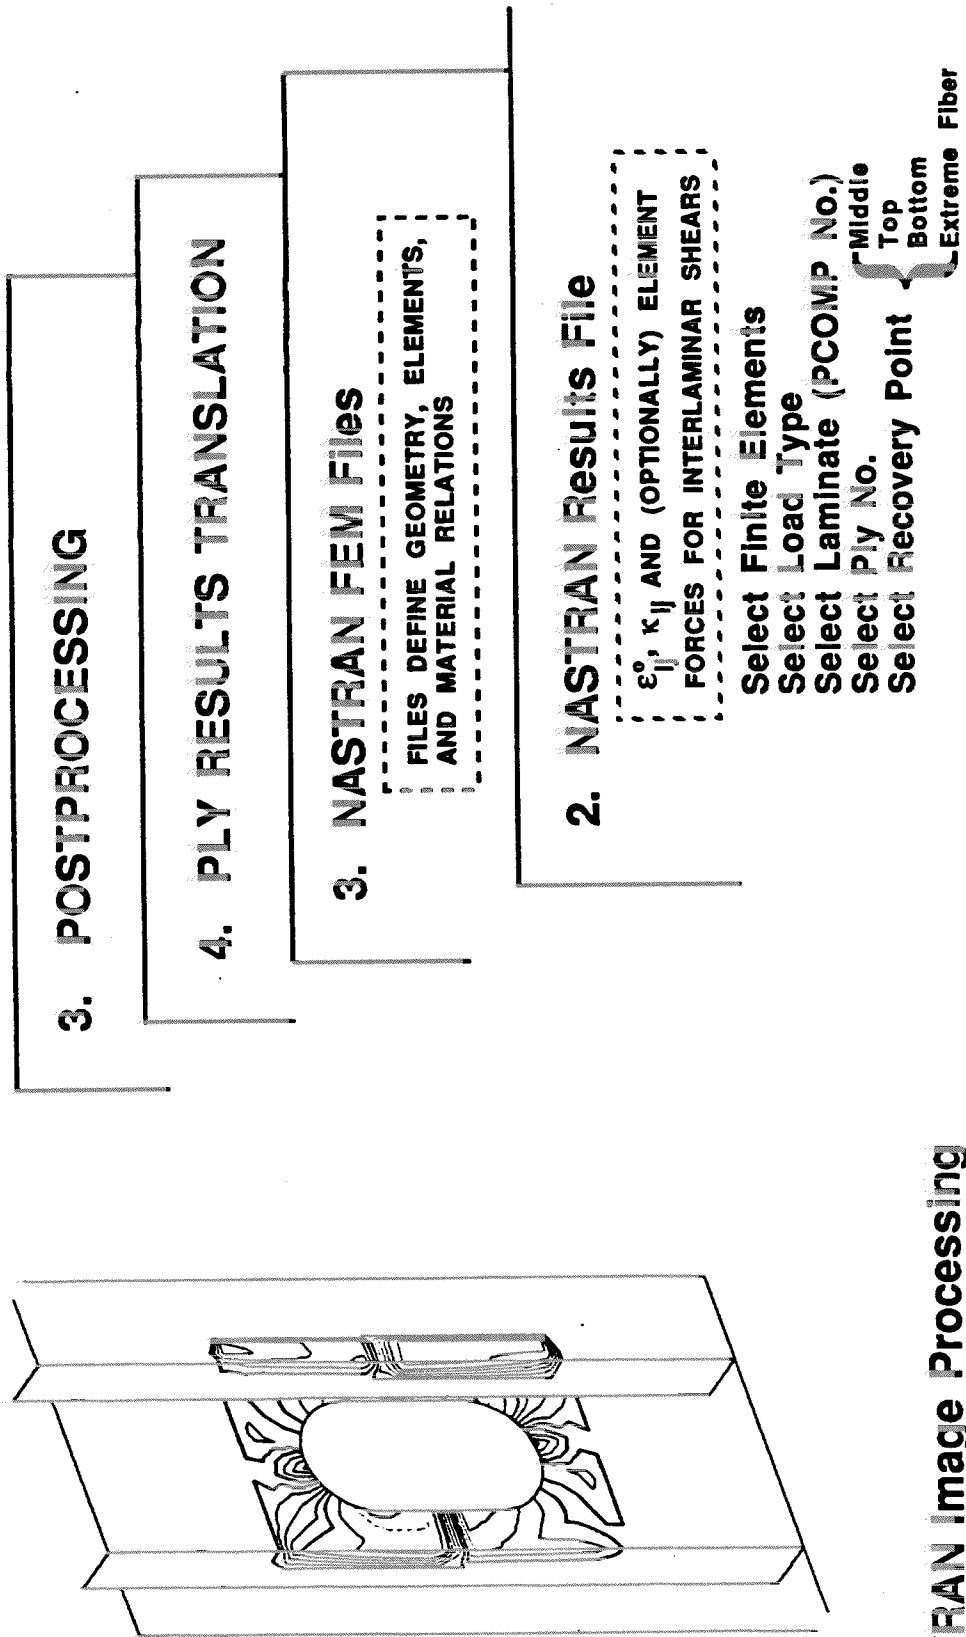 3. POSTPROCESSING
4. PLY RESULTS TRANSLATION
3. NASTRAN FEM Files
FILES DEFINE GEOMETRY, ELEMENTS,
AND MATERIAL RELATIONS
2. NASTRAN Results File
ε°ij, κij AND (OPTIONALLY) ELEMENT
FORCES FOR INTERLAMINAR SHEARS
Select Finite Elements
Select Load Type
Select Laminate (PCOMP No.)
Select Ply No.
Select Recovery Point
Middle
Top
Bottom
Extreme Fiber
RAN Image Processing